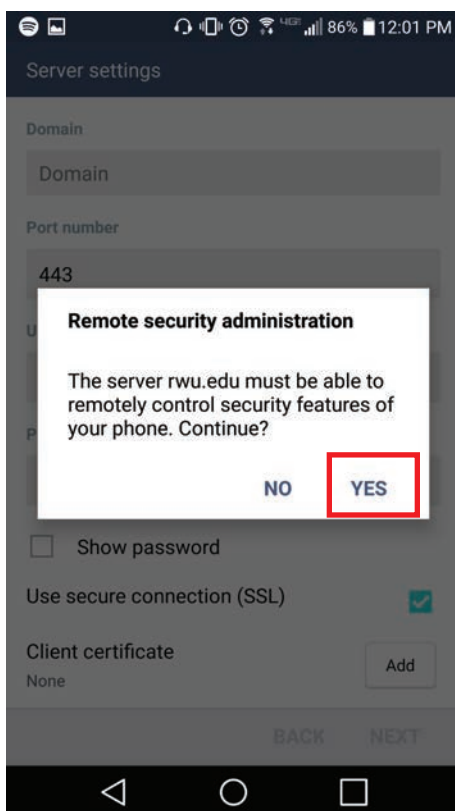 4GE 86% 12:01 PM
Server settings
Domain
Domain
Port number
443
U
Remote security administration
The server rwu.edu must be able to
remotely control security features of
P
your phone. Continue?
NO YES
Show password
Use secure connection (SSL)
Client certificate
None
Add
BACK NEXT